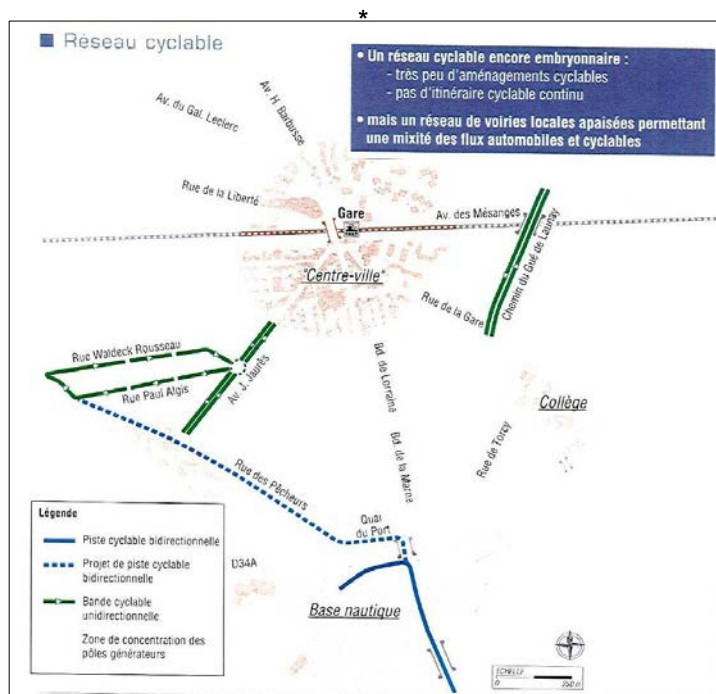 *
Réseau cyclable
• Un réseau cyclable encore embryonnaire :
- très peu d'aménagements cyclables
- pas d'itinéraire cyclable continu
• mais un réseau de voiries locales apaisées permettant
une mixité des flux automobiles et cyclables
Av. H. Barbusse
Av. du Gal. Leclerc
Rue de la Liberté
Gare
Av. des Mésanges
Chemin du Gué de Launay
"Centre-ville"
Rue de la Gare
Rue Waldeck Rousseau
Rue Paul Algis
Av. J. Jaurès
Bd. de Lorraine
Collège
Bd. de la Marne
Rue de Torcy
Rue des Pêcheurs
Quai
du Port
D34A
Base nautique
Légende
Piste cyclable bidirectionnelle
Projet de piste cyclable
bidirectionnelle
Bande cyclable
unidirectionnelle
Zone de concentration des
pôles générateurs
ECHELLE
0 250 m